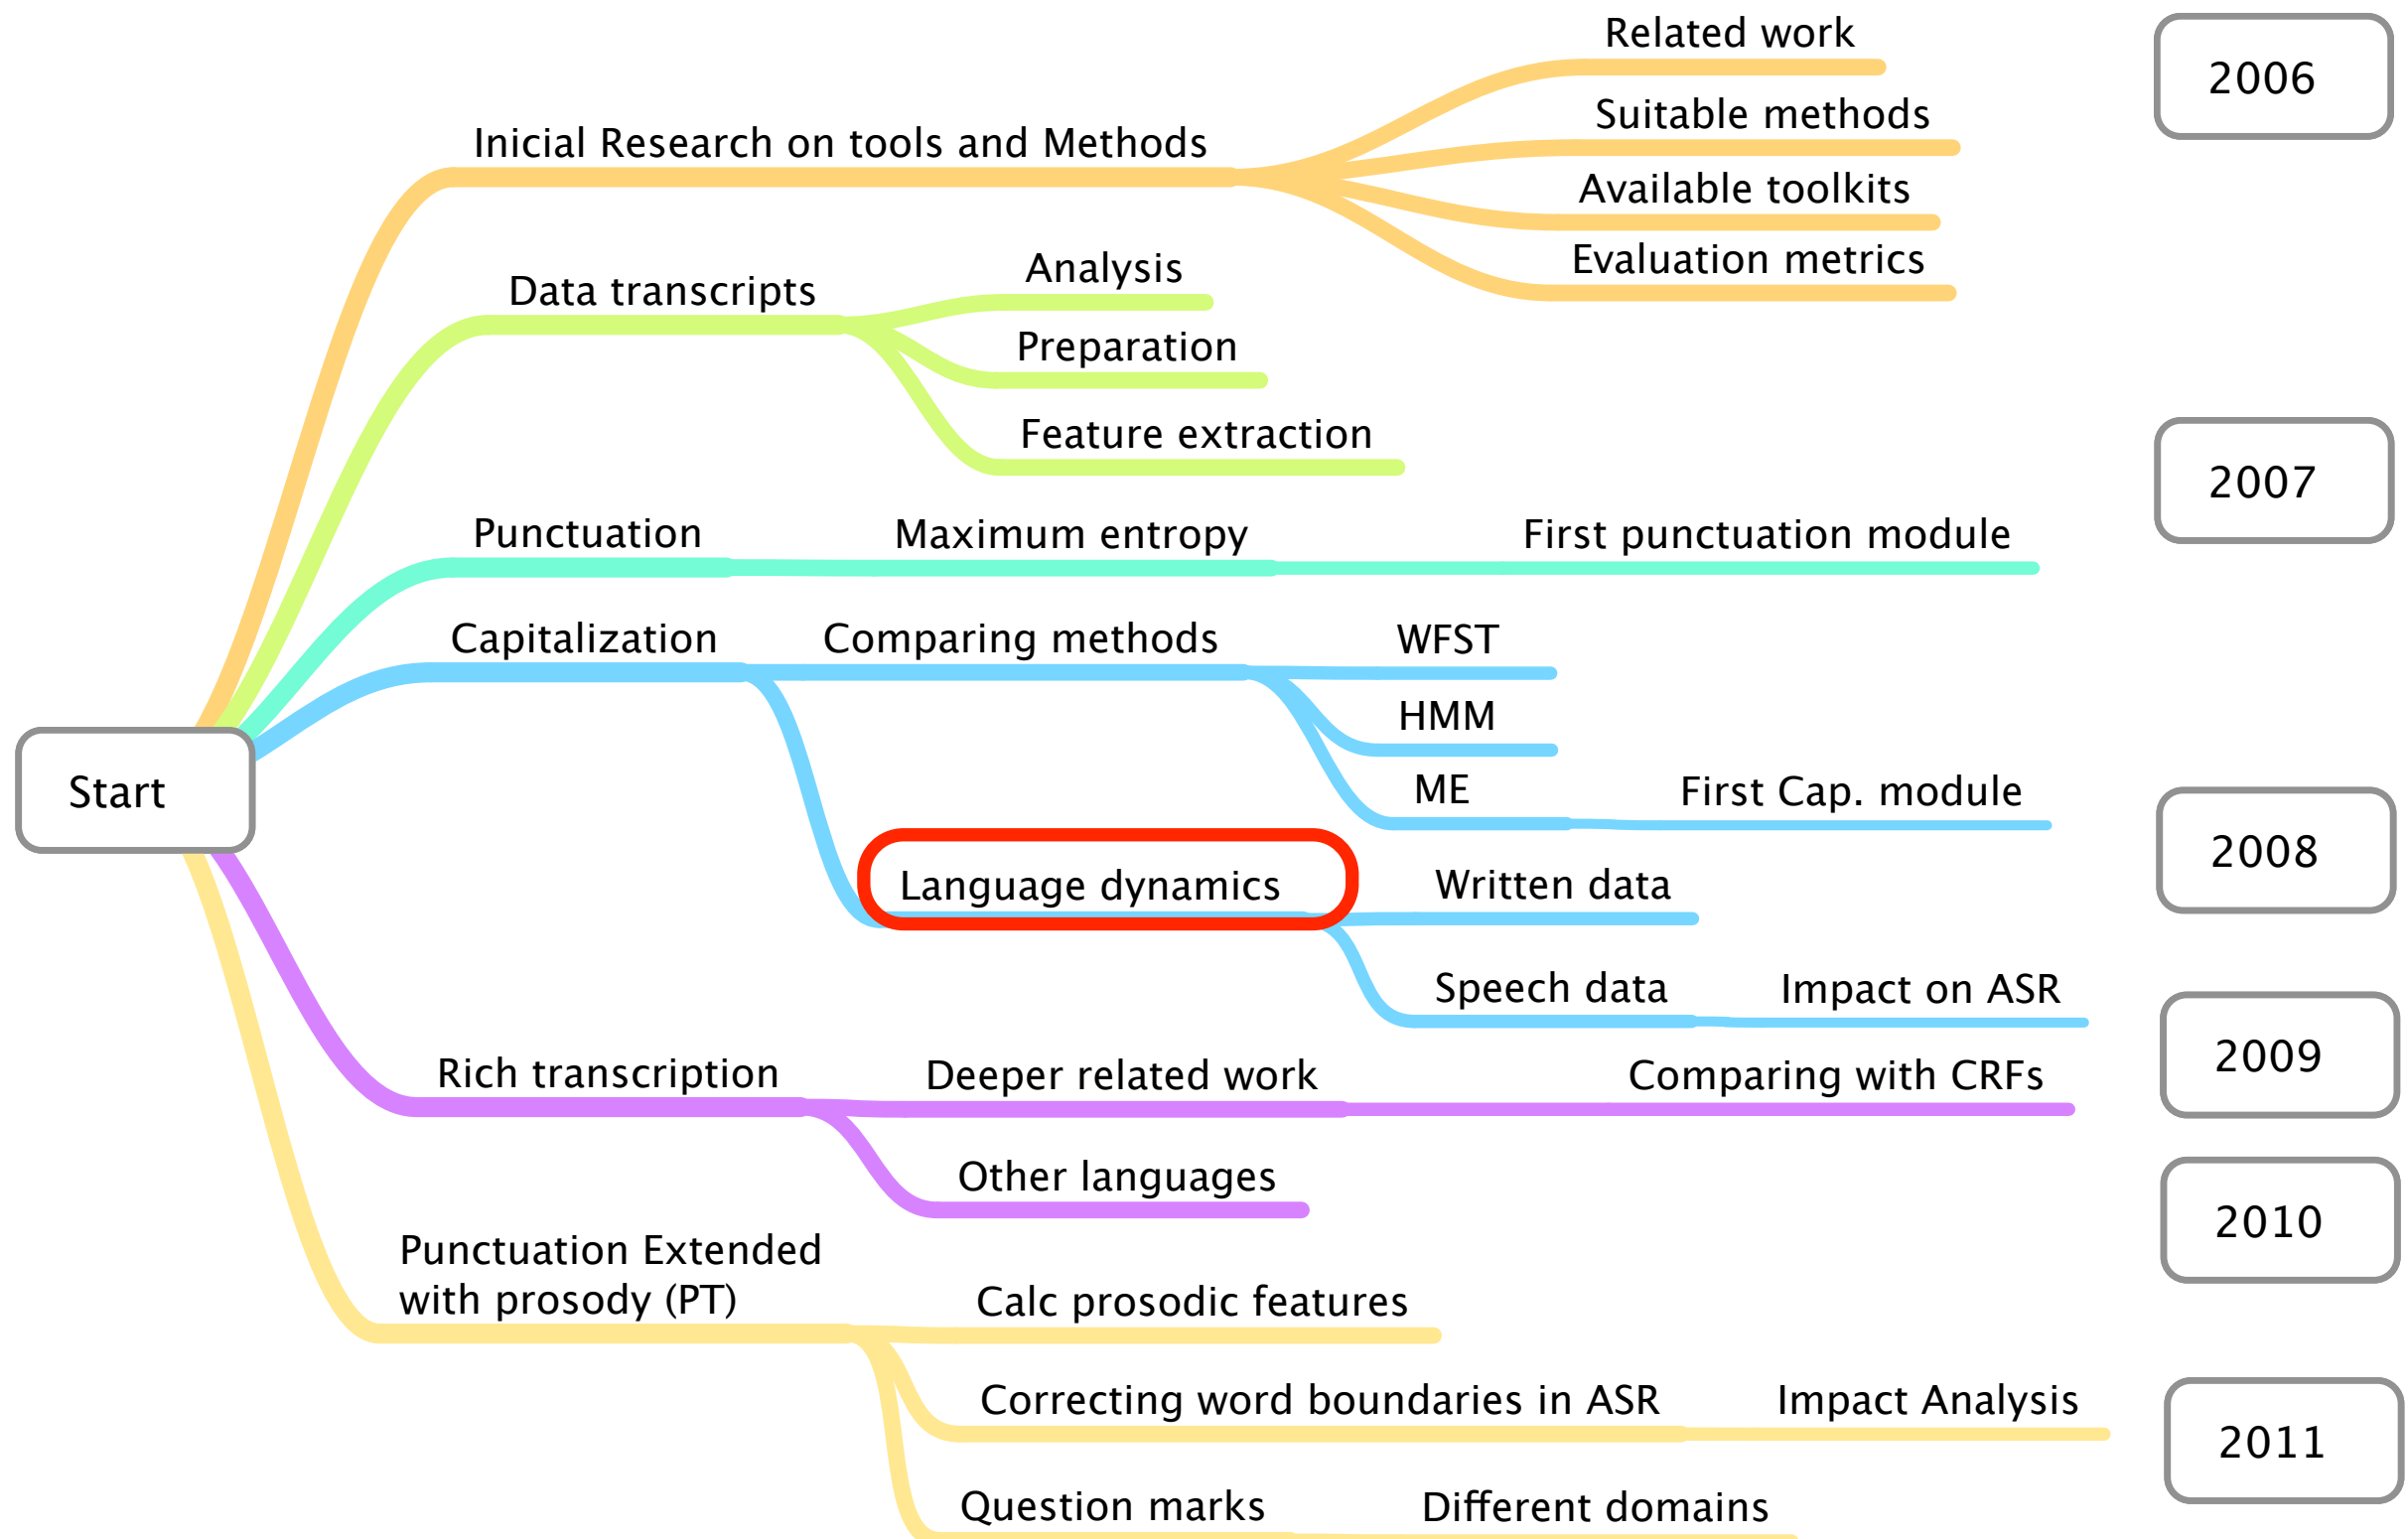 Related work
2006
Suitable methods
Inicial Research on tools and Methods
Available toolkits
Evaluation metrics
Data transcripts
Analysis
Preparation
Feature extraction
2007
Punctuation
Maximum entropy
First punctuation module
Capitalization
Comparing methods
WFST
HMM
ME
First Cap. module
Start
2008
Language dynamics
Written data
Speech data
Impact on ASR
2009
Rich transcription
Deeper related work
Comparing with CRFs
Other languages
2010
Punctuation Extended
with prosody (PT)
Calc prosodic features
Correcting word boundaries in ASR
Impact Analysis
2011
Question marks
Different domains